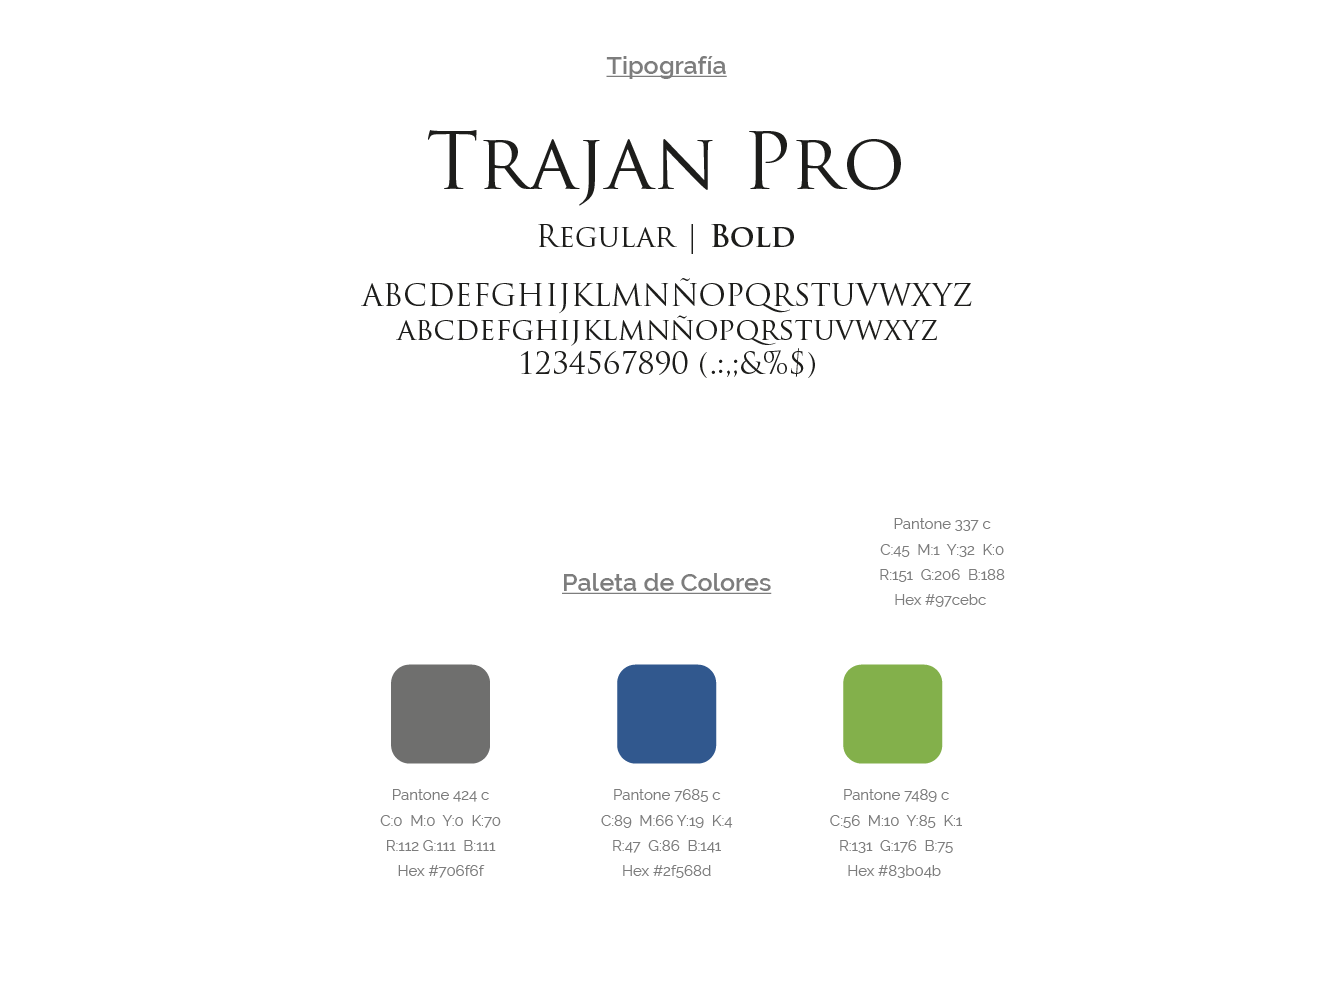 Tipografía
Trajan Pro
Regular | Bold
ABCDEFGHIJKLMNÑOPQRSTUVWXYZ
ABCDEFGHIJKLMNÑOPQRSTUVWXYZ
1234567890 (.:,;&%$)
Pantone 337 c
C:45 M:1 Y:32 K:0
R:151 G:206 B:188
Hex #97cebc
Paleta de Colores
Pantone 424 c
C:0 M:0 Y:0 K:70
R:112 G:111 B:111
Hex #706f6f
Pantone 7685 c
C:89 M:66 Y:19 K:4
R:47 G:86 B:141
Hex #2f568d
Pantone 7489 c
C:56 M:10 Y:85 K:1
R:131 G:176 B:75
Hex #83b04b